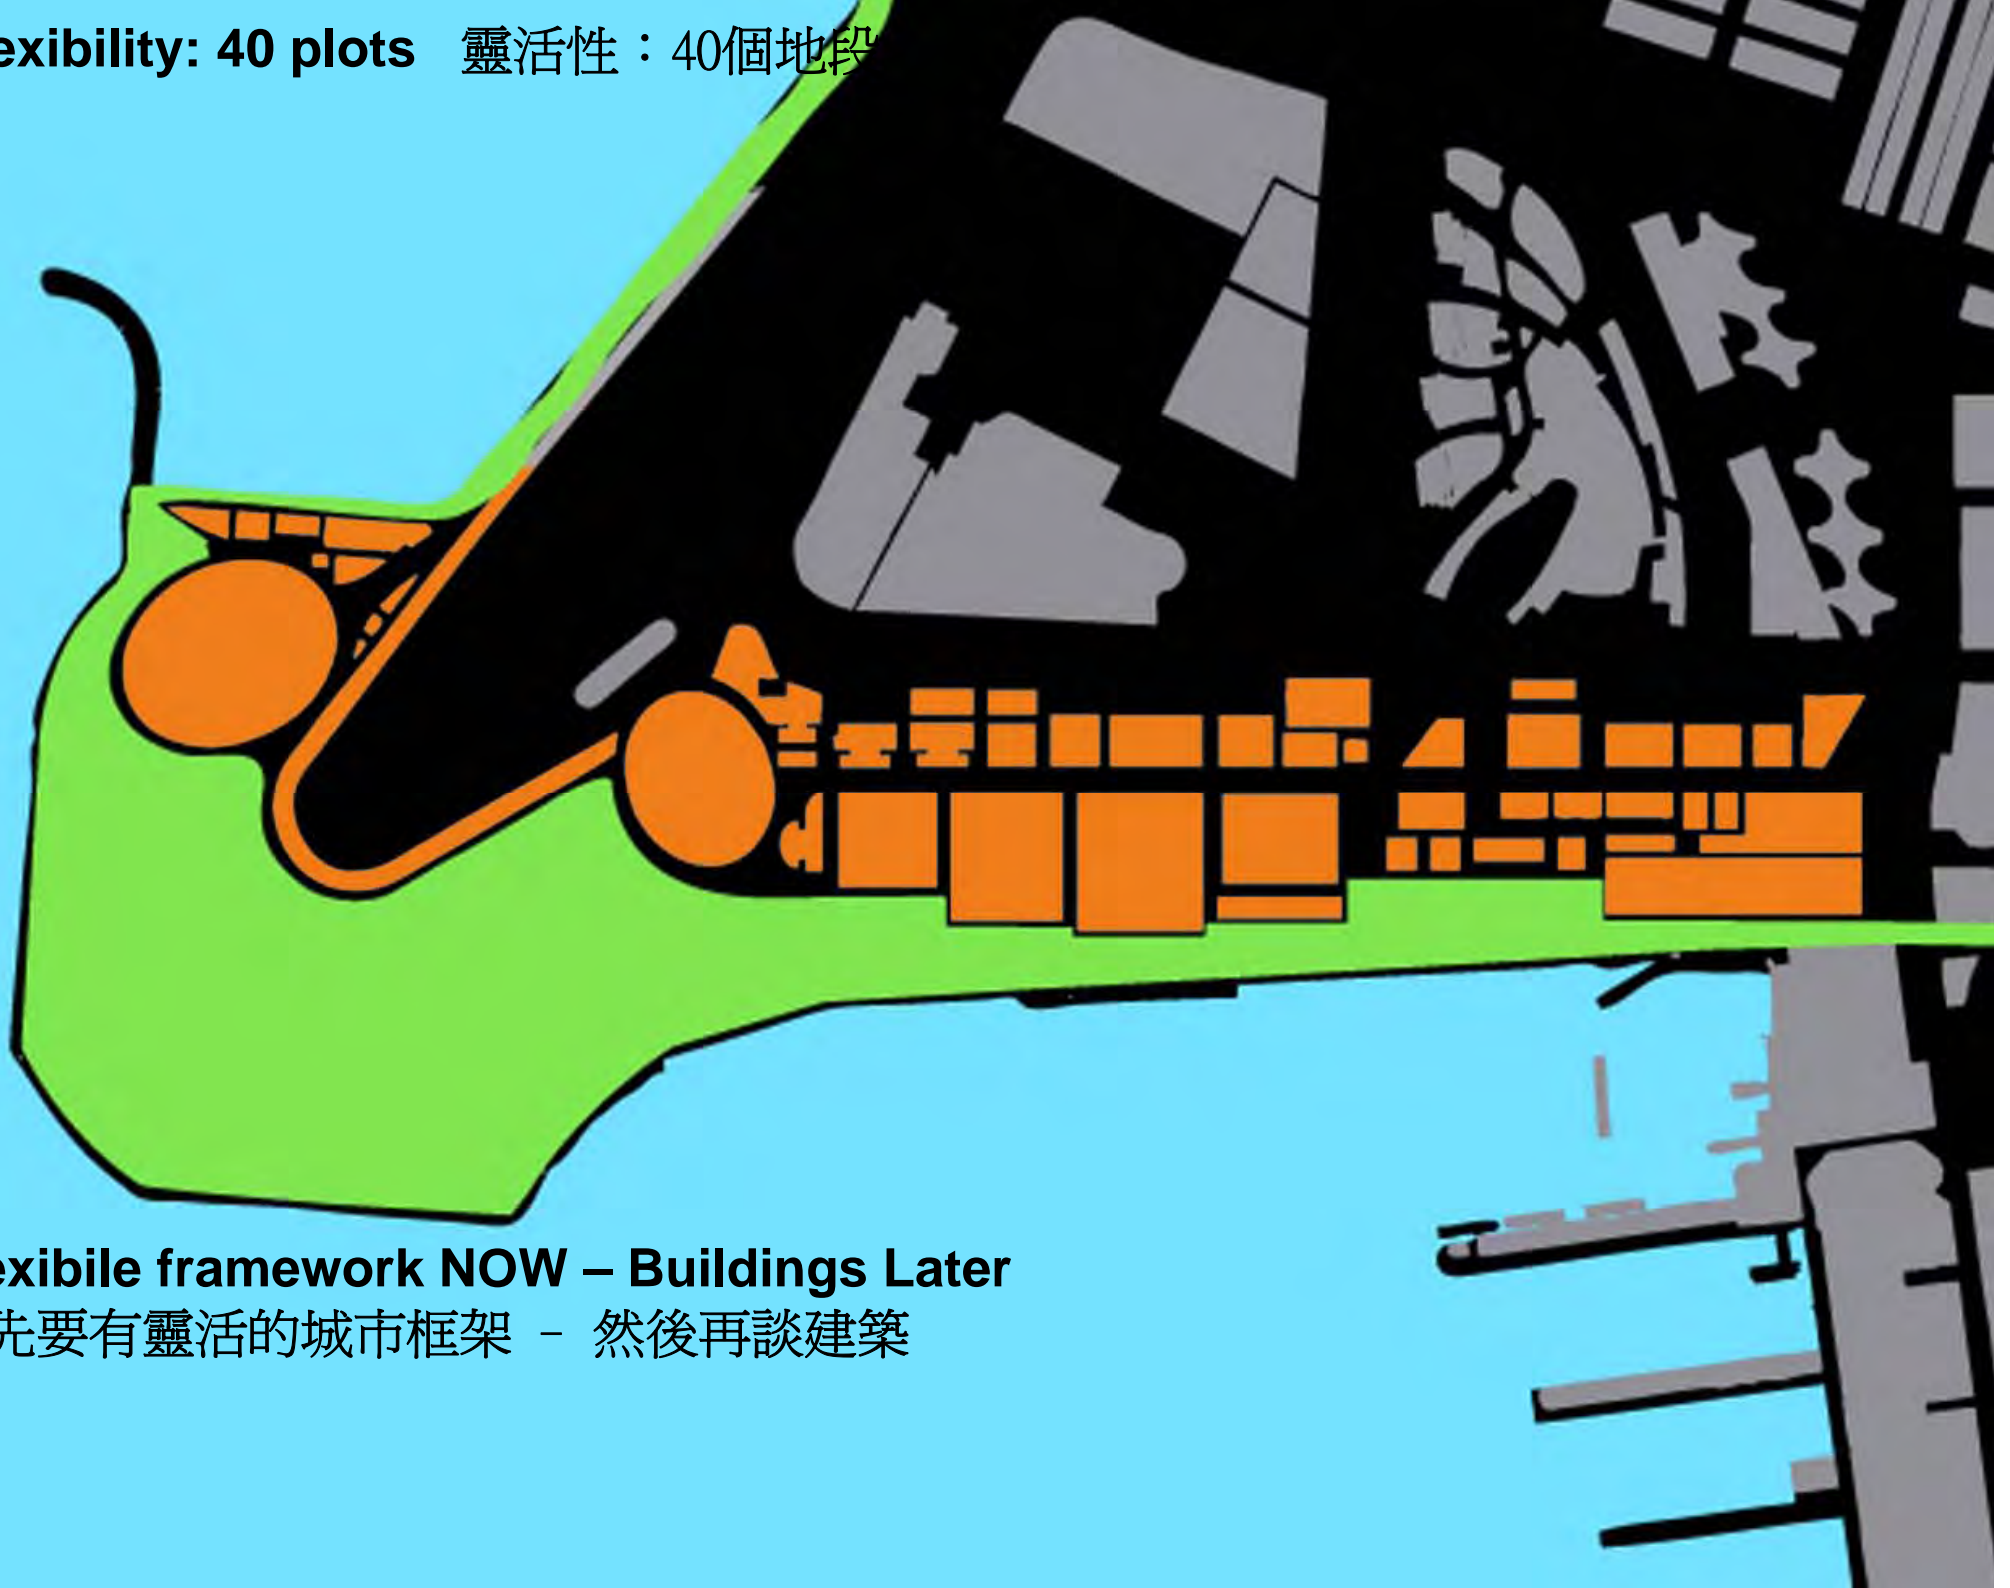 exibility: 40 plots 靈活性：40個地段
exibile framework NOW – Buildings Later
先要有靈活的城市框架 - 然後再談建築